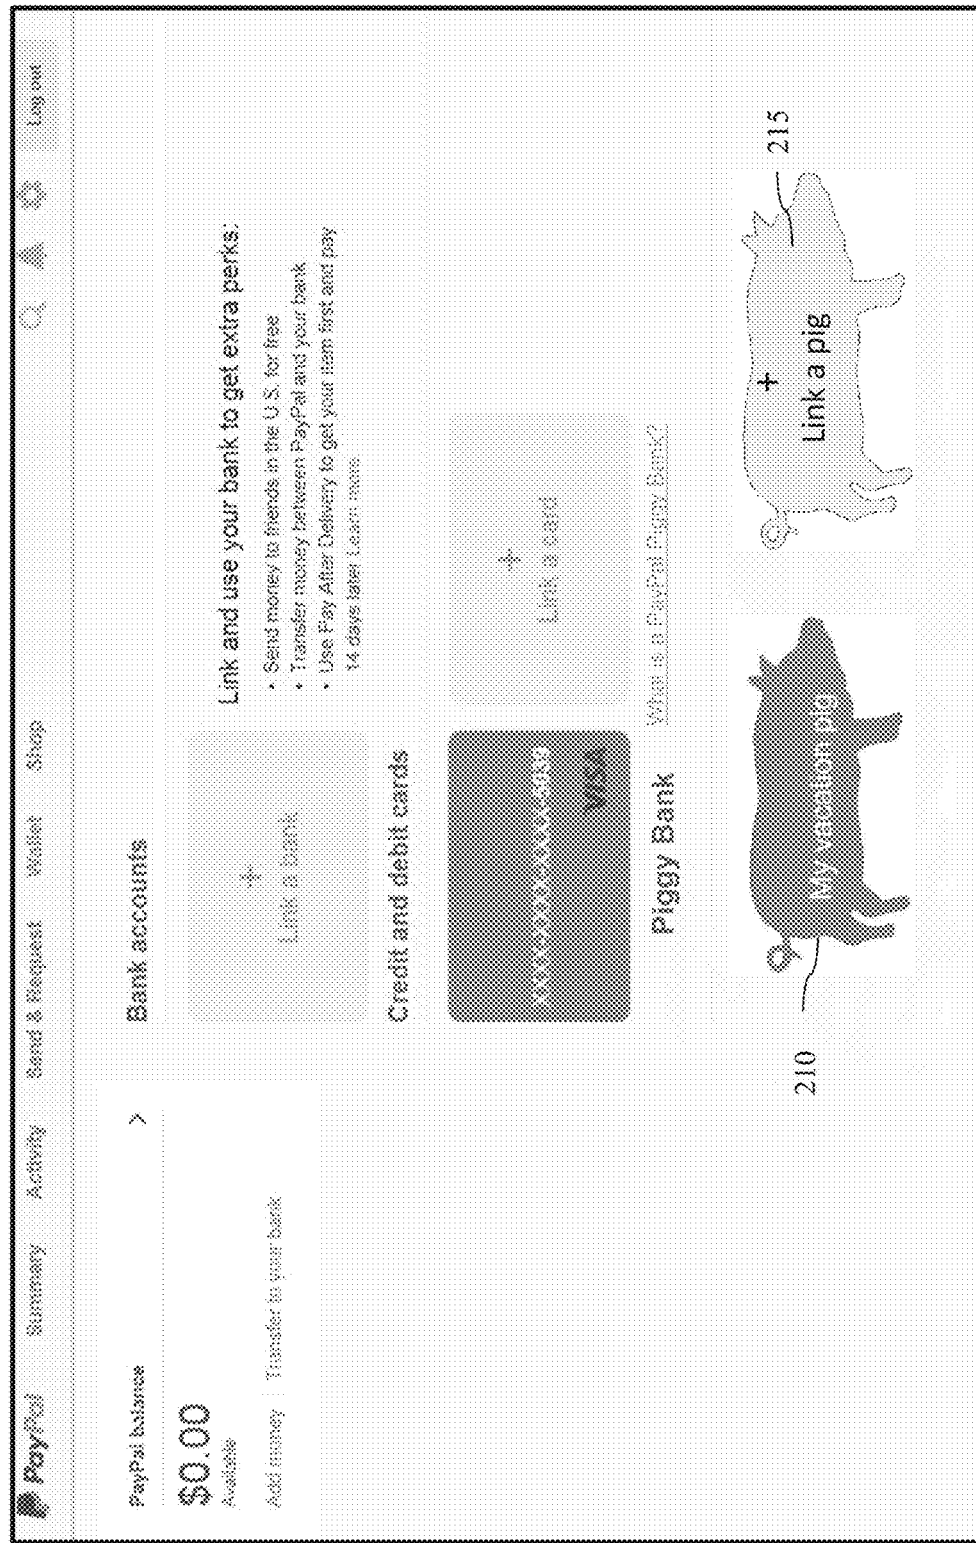 PayPal Summary Activity Send & Request Wallet Shop Log out
PayPal balance >
$0.00
Available
Add money | Transfer to your bank
Bank accounts
+
Link a bank
Link and use your bank to get extra perks:
• Send money to friends in the U.S. for free
• Transfer money between PayPal and your bank
• Use Pay After Delivery to get your item first and pay
14 days later Learn more
Credit and debit cards
VISA
+
Link a card
Piggy Bank
What is a PayPal Piggy Bank?
My vacation pig
210
+
Link a pig
215